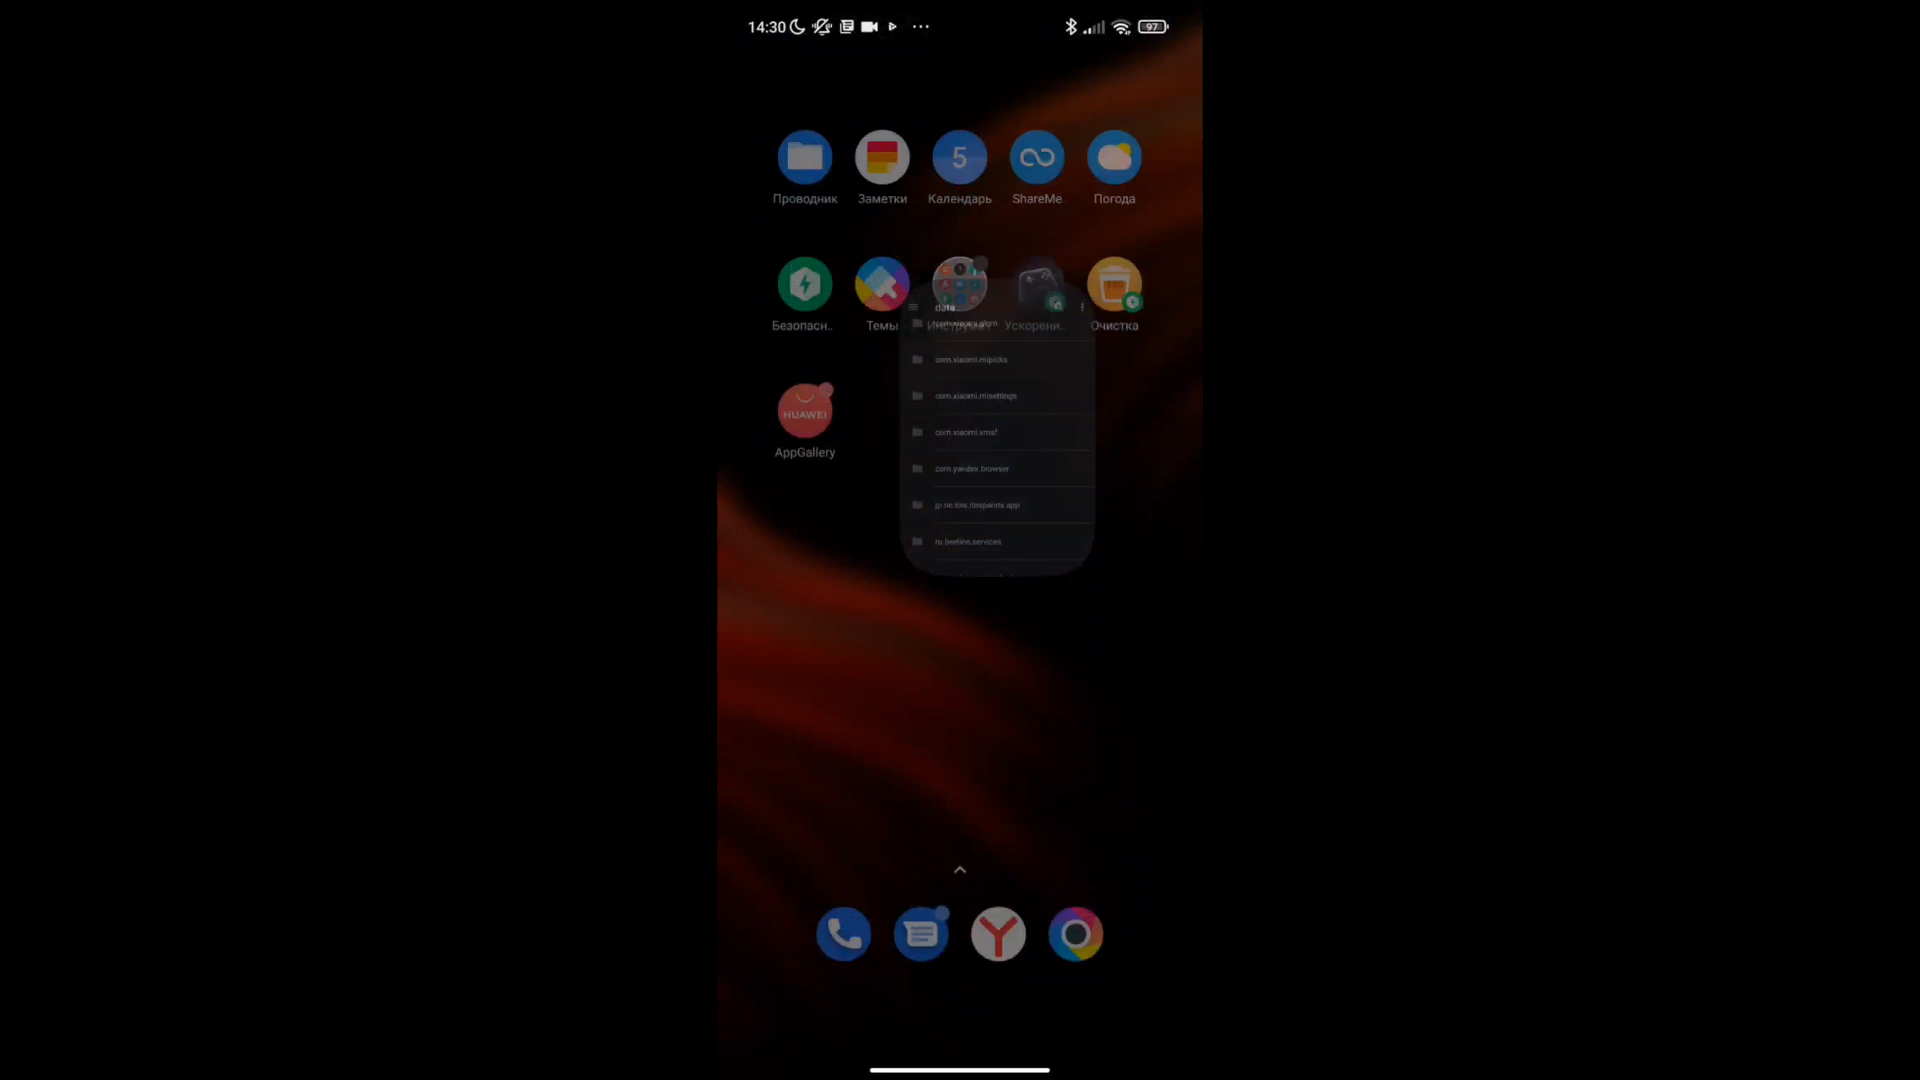 14:30
97
5
Проводник
Заметки
Календарь
ShareMe
Погода
Безопасн..
Темы
Ускорени..
Очистка
data
com.xiaomi.mipicks
com.xiaomi.misettings
com.xiaomi.xmsf
com.yandex.browser
ru.beeline.services
HUAWEI
AppGallery